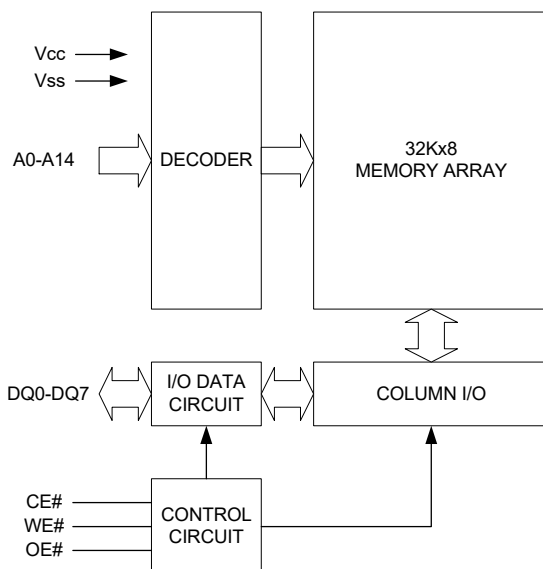 Vcc
Vss
A0-A14
DECODER
32Kx8
MEMORY ARRAY
DQ0-DQ7
I/O DATA
CIRCUIT
COLUMN I/O
CE#
WE#
OE#
CONTROL
CIRCUIT